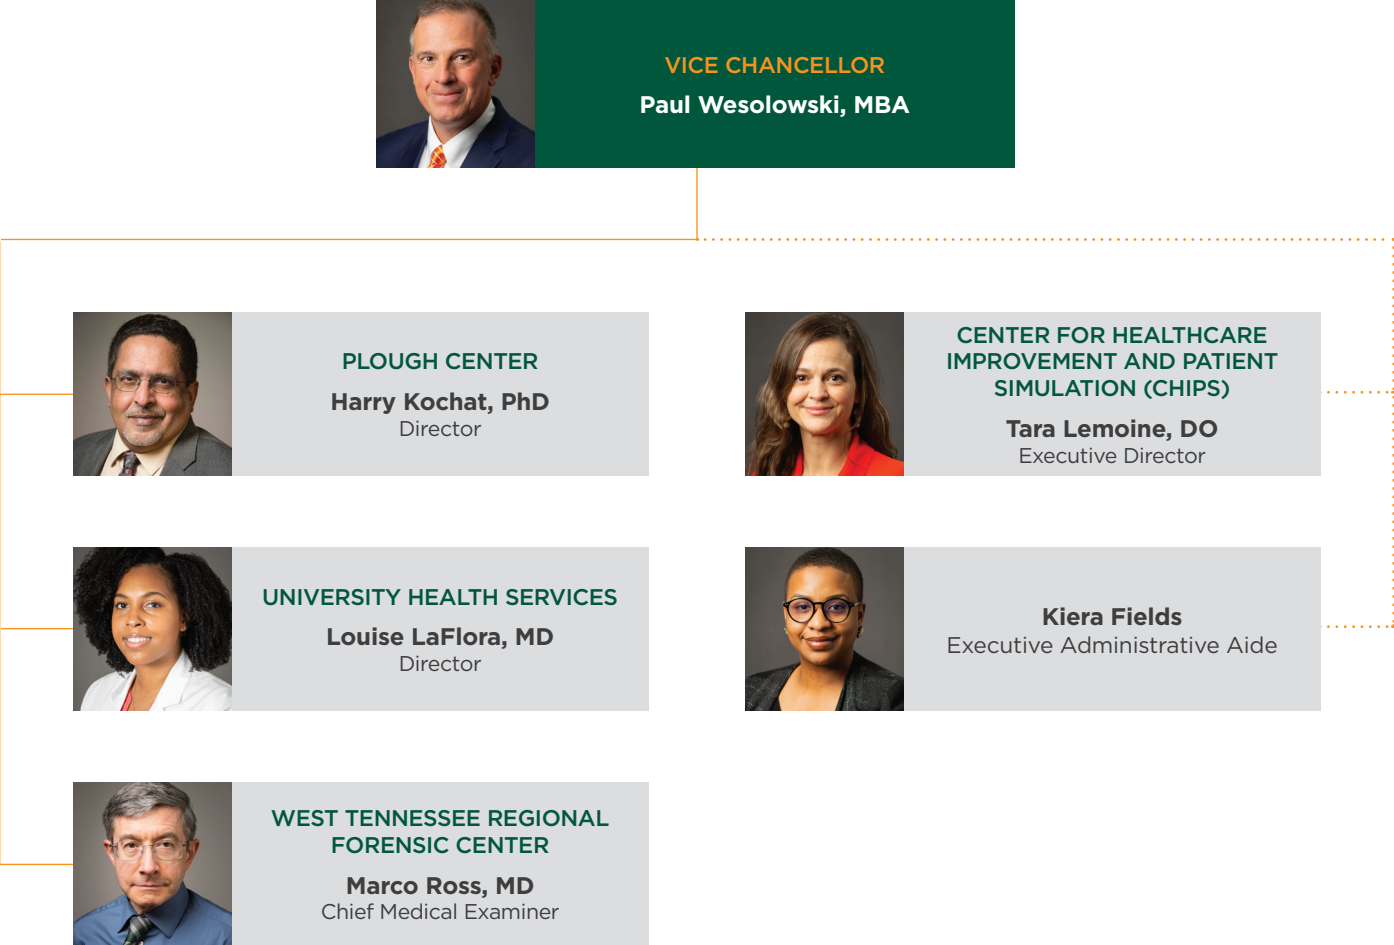 VICE CHANCELLOR
Paul Wesolowski, MBA
PLOUGH CENTER
Harry Kochat, PhD
Director
CENTER FOR HEALTHCARE
IMPROVEMENT AND PATIENT
SIMULATION (CHIPS)
Tara Lemoine, DO
Executive Director
UNIVERSITY HEALTH SERVICES
Louise LaFlora, MD
Director
Kiera Fields
Executive Administrative Aide
WEST TENNESSEE REGIONAL
FORENSIC CENTER
Marco Ross, MD
Chief Medical Examiner